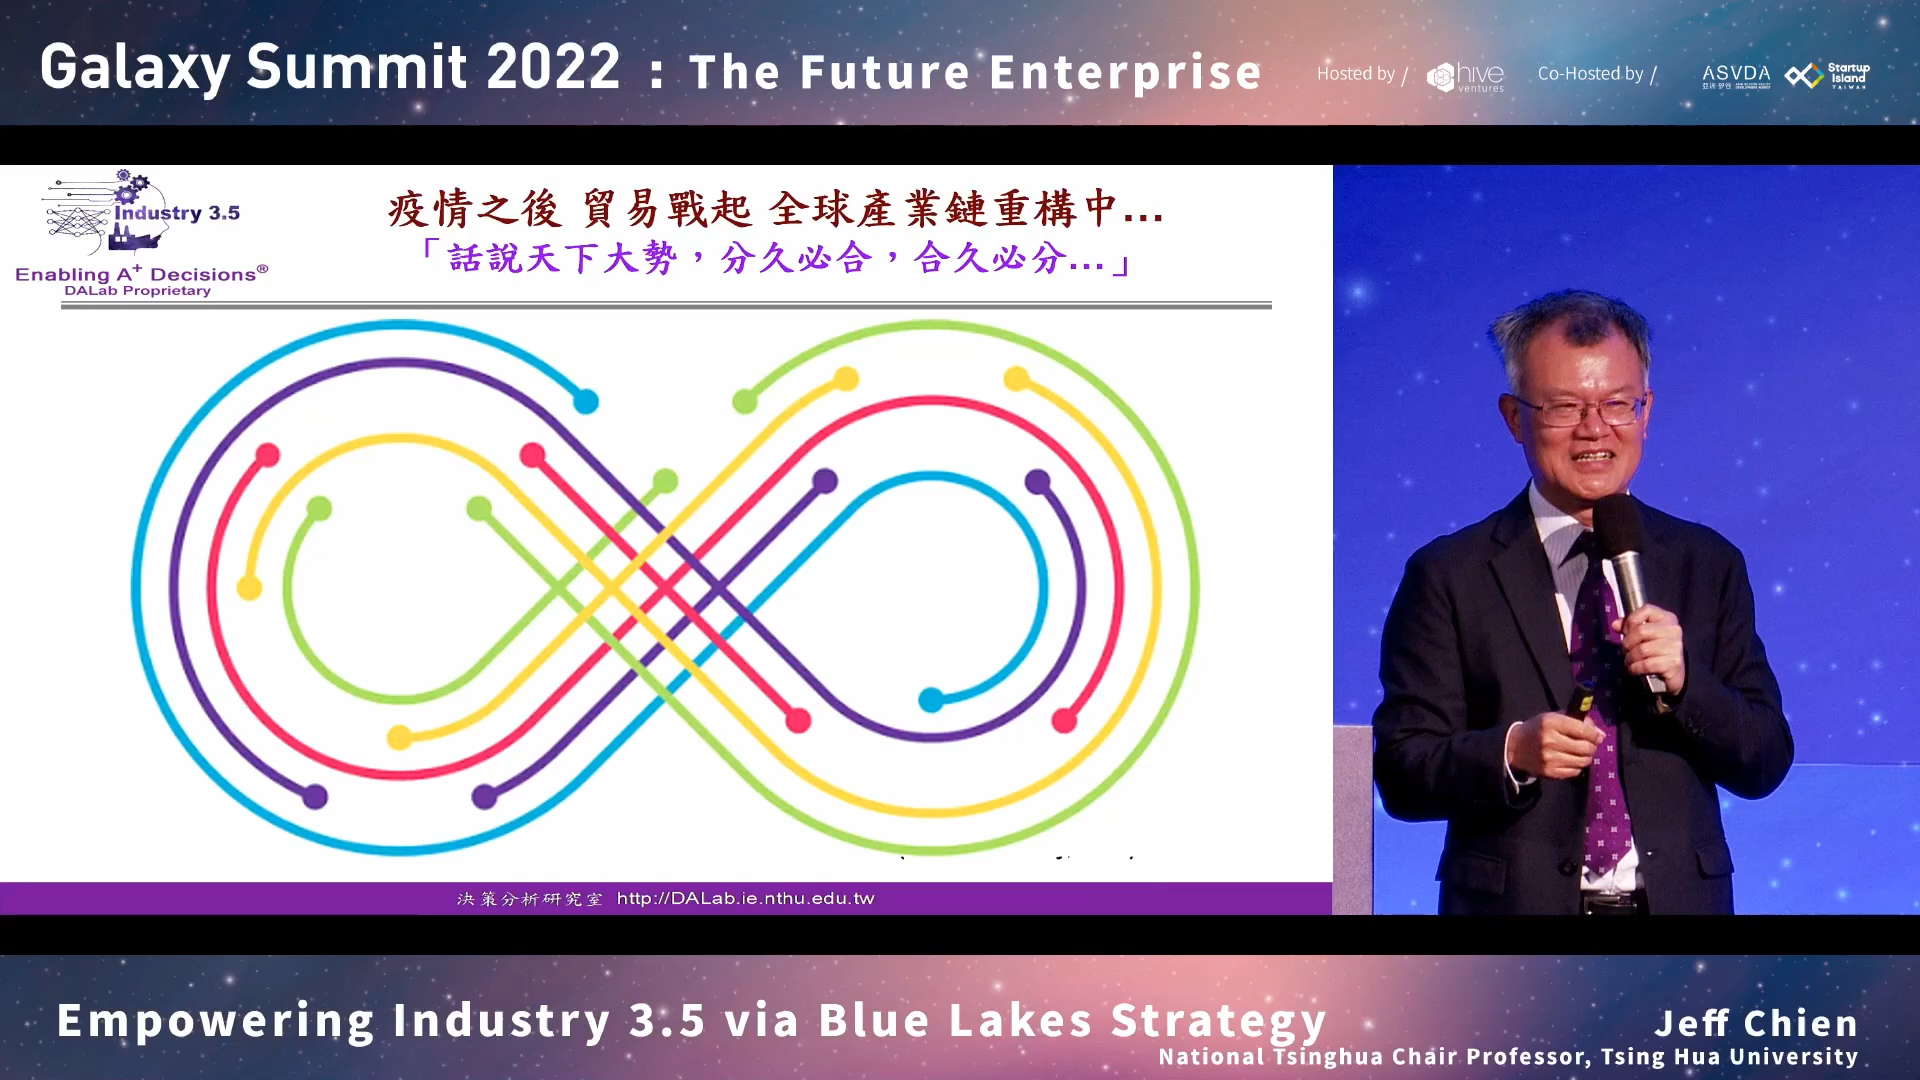 Galaxy Summit 2022 : The Future Enterprise
Hosted by / hive ventures
Co-Hosted by / ASVDA 亞洲·矽谷 Startup Island TAIWAN
Industry 3.5
Enabling A+ Decisions®
DALab Proprietary
疫情之後 貿易戰起 全球產業鏈重構中...
「話說天下大勢，分久必合，合久必分...」
決策分析研究室 http://DALab.ie.nthu.edu.tw
Empowering Industry 3.5 via Blue Lakes Strategy
Jeff Chien
National Tsinghua Chair Professor, Tsing Hua University